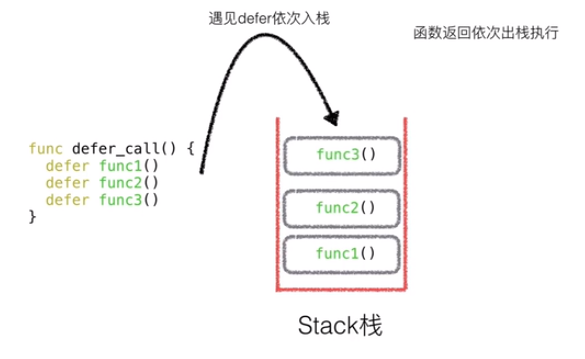 遇见defer依次入栈
函数返回依次出栈执行
func defer_call() {
  defer func1()
  defer func2()
  defer func3()
}
func3()
func2()
func1()
Stack栈